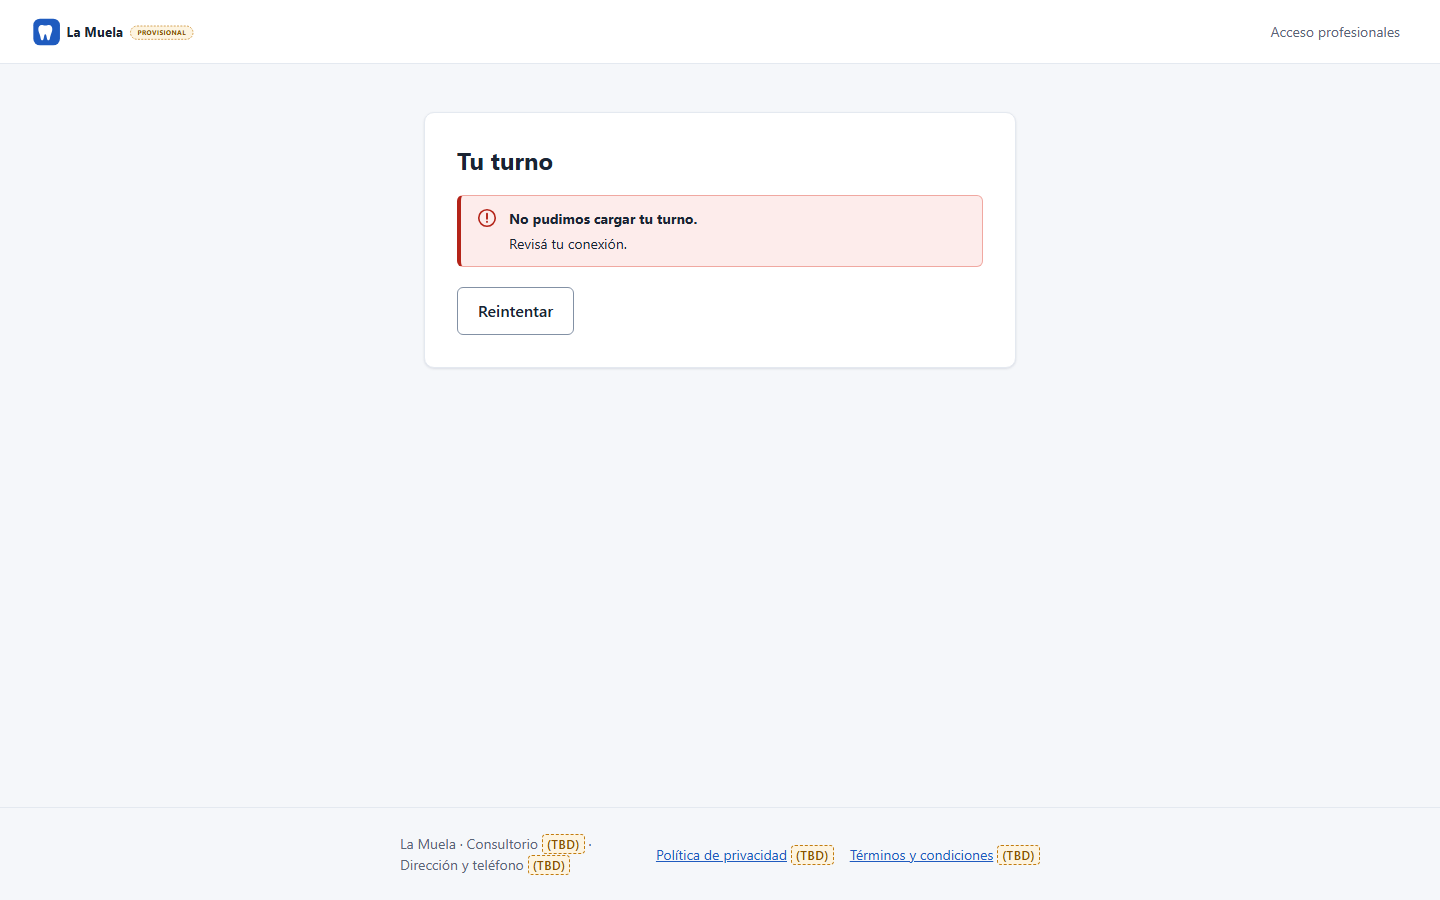 La Muela PROVISIONAL
Acceso profesionales
Tu turno
No pudimos cargar tu turno.
Revisá tu conexión.
Reintentar
La Muela · Consultorio (TBD) ·
Dirección y teléfono (TBD)
Política de privacidad (TBD) Términos y condiciones (TBD)